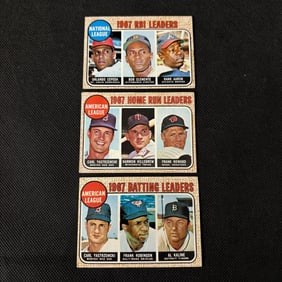 NATIONAL
LEAGUE
1967 RBI LEADERS
ORLANDO CEPEDA
BOB CLEMENTE
HANK AARON
AMERICAN
LEAGUE
1967 HOME RUN LEADERS
CARL YASTRZEMSKI
HARMON KILLEBREW
FRANK HOWARD
AMERICAN
LEAGUE
1967 BATTING LEADERS
CARL YASTRZEMSKI
FRANK ROBINSON
AL KALINE